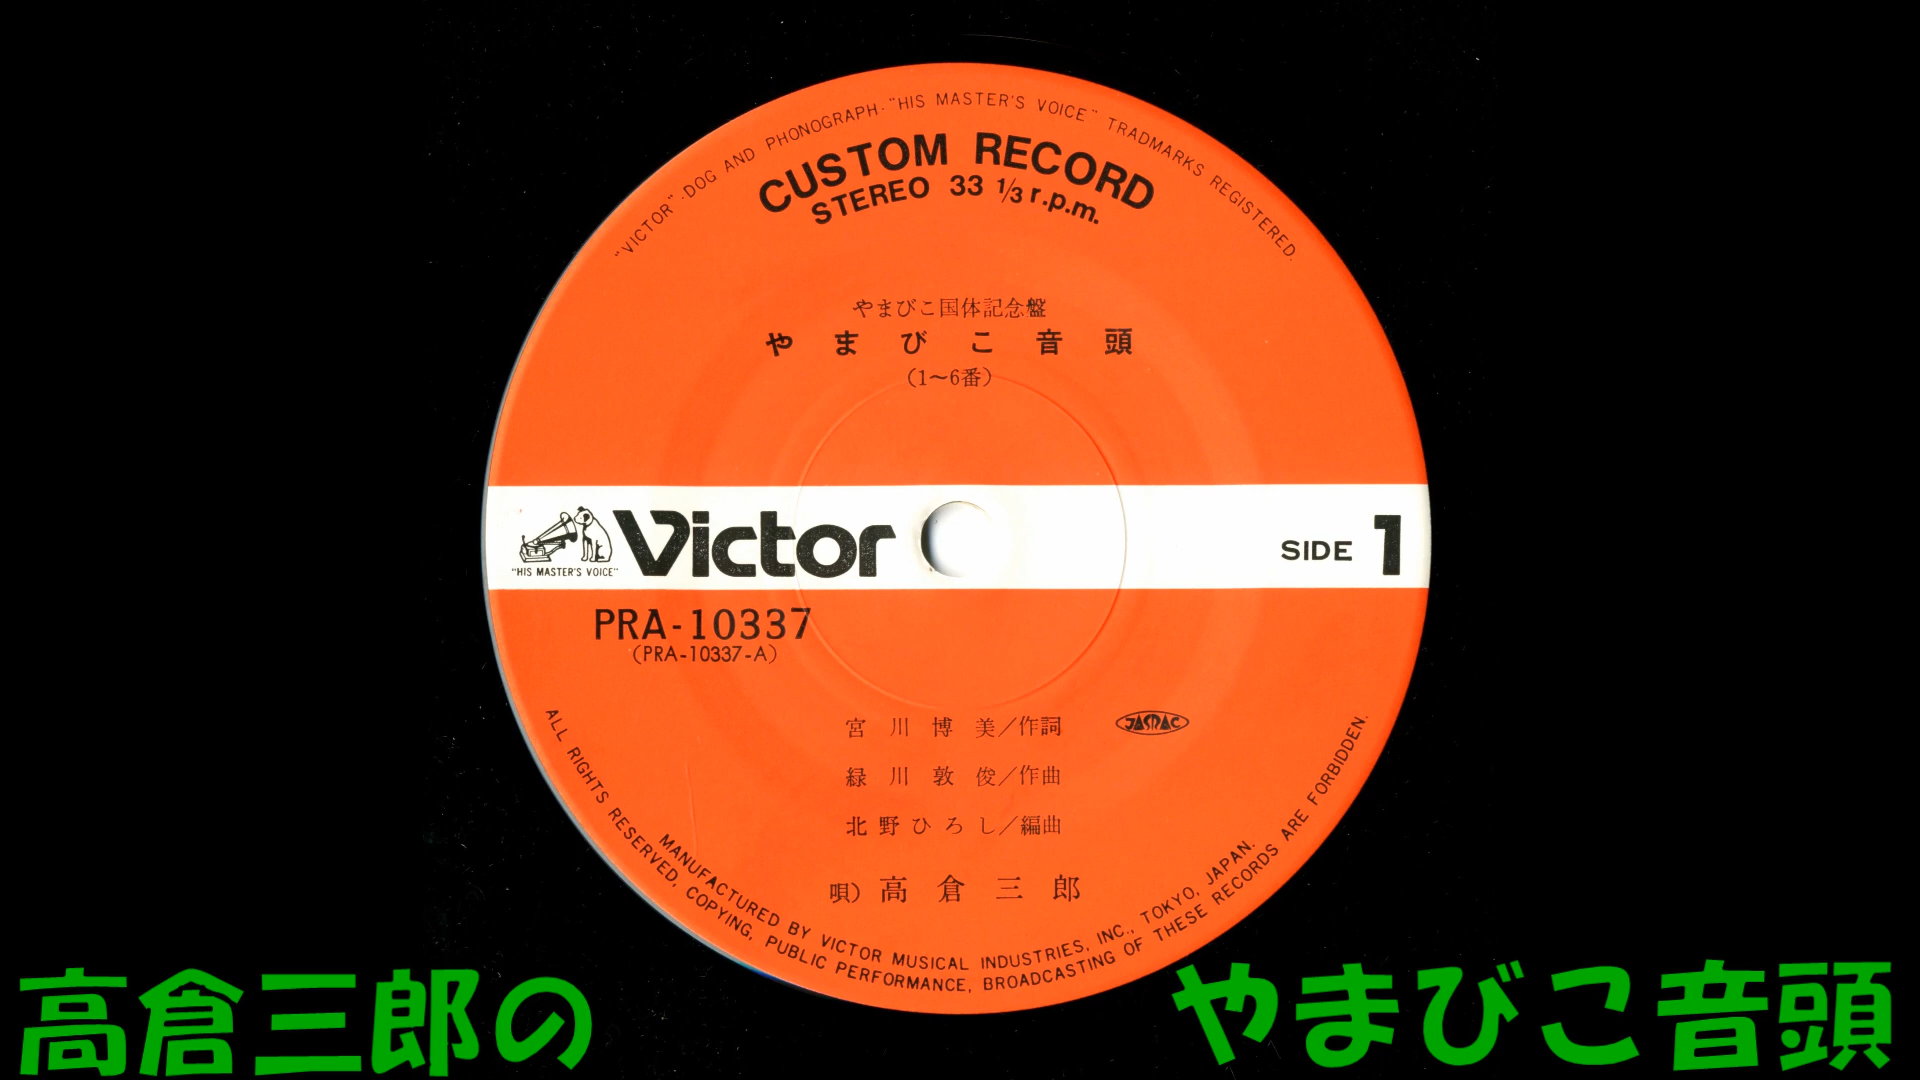 "VICTOR"-DOG AND PHONOGRAPH-"HIS MASTER'S VOICE" TRADMARKS REGISTERED.
CUSTOM RECORD
STEREO 33 1/3 r.p.m.
やまびこ国体記念盤
やまびこ音頭
(1〜6番)
"HIS MASTER'S VOICE"
Victor
SIDE 1
PRA-10337
(PRA-10337-A)
宮川博美/作詞
JASRAC
緑川敦俊/作曲
北野ひろし/編曲
唄) 高倉三郎
MANUFACTURED BY VICTOR MUSICAL INDUSTRIES, INC., TOKYO, JAPAN.
ALL RIGHTS RESERVED, COPYING, PUBLIC PERFORMANCE, BROADCASTING OF THESE RECORDS ARE FORBIDDEN.
高倉三郎の
やまびこ音頭